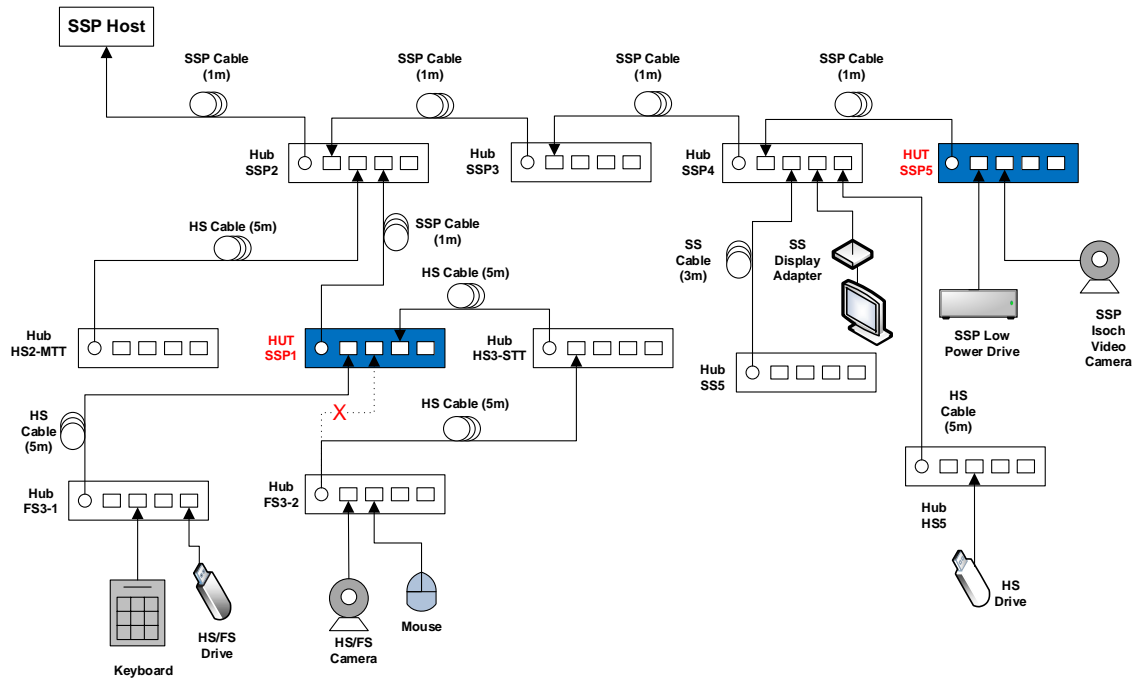 SSP Host
SSP Cable
(1m)
SSP Cable
(1m)
SSP Cable
(1m)
SSP Cable
(1m)
Hub
SSP2
Hub
SSP3
Hub
SSP4
HUT
SSP5
HS Cable (5m)
SSP Cable
(1m)
HS Cable (5m)
SS
Cable
(3m)
SS
Display
Adapter
Hub
HS2-MTT
HUT
SSP1
Hub
HS3-STT
SSP Low
Power Drive
SSP
Isoch
Video
Camera
Hub
SS5
X
HS
Cable
(5m)
HS Cable (5m)
HS
Cable
(5m)
Hub
FS3-1
Hub
FS3-2
Hub
HS5
HS
Drive
Keyboard
HS/FS
Drive
HS/FS
Camera
Mouse